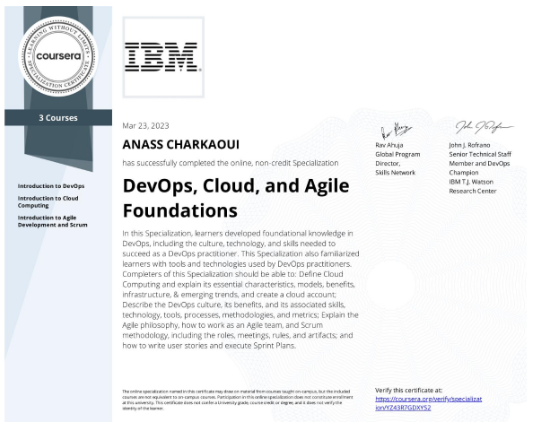 LEARNING WITHOUT LIMITS
coursera
SPECIALIZATION CERTIFICATE
3 Courses
Introduction to DevOps
Introduction to Cloud
Computing
Introduction to Agile
Development and Scrum
IBM
Mar 23, 2023
ANASS CHARKAOUI
has successfully completed the online, non-credit Specialization
DevOps, Cloud, and Agile
Foundations
In this Specialization, learners developed foundational knowledge in
DevOps, including the culture, technology, and skills needed to
succeed as a DevOps practitioner. This Specialization also familiarized
learners with tools and technologies used by DevOps practitioners.
Completers of this Specialization should be able to: Define Cloud
Computing and explain its essential characteristics, models, benefits,
infrastructure, & emerging trends, and create a cloud account;
Describe the DevOps culture, its benefits, and its associated skills,
technology, tools, processes, methodologies, and metrics; Explain the
Agile philosophy, how to work as an Agile team, and Scrum
methodology, including the roles, meetings, rules, and artifacts; and
how to write user stories and execute Sprint Plans.
Rav Ahuja
Global Program
Director,
Skills Network
John J. Rofrano
Senior Technical Staff
Member and DevOps
Champion
IBM T.J. Watson
Research Center
The online specialization named in this certificate may draw on material from courses taught on campus, but the included
courses are not equivalent to on-campus courses. Participation in this online specialization does not constitute enrollment
at this university. This certificate does not confer a University grade, course credit or degree, and it does not verify the
identity of the learner.
Verify this certificate at:
https://coursera.org/verify/specializat
ion/YZ43R7GDXYS2